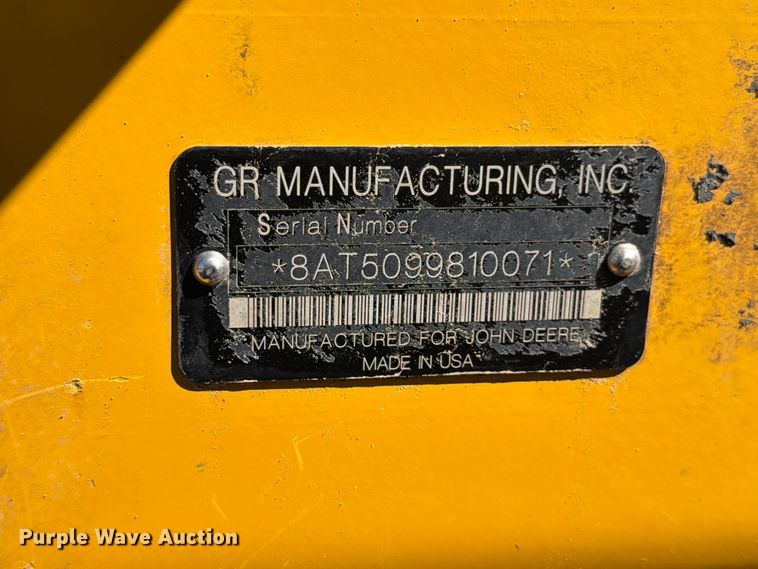 GR MANUFACTURING, INC.
Serial Number
*8AT5099810071*
MANUFACTURED FOR JOHN DEERE
MADE IN USA
Purple Wave Auction